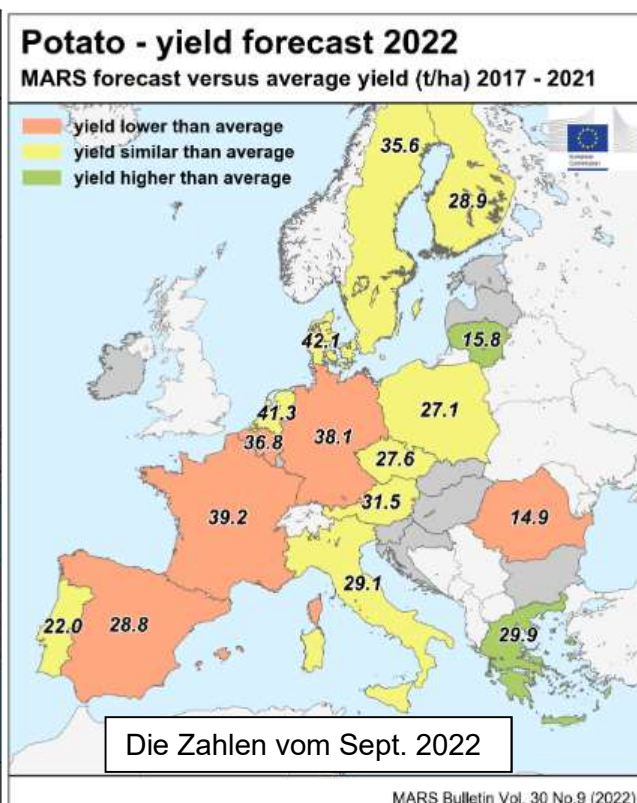 Potato - yield forecast 2022
MARS forecast versus average yield (t/ha) 2017 - 2021
yield lower than average
yield similar than average
yield higher than average
European
Commission
35.6
28.9
15.8
42.1
41.3
36.8
38.1
27.1
27.6
31.5
39.2
14.9
29.1
22.0
28.8
29.9
Die Zahlen vom Sept. 2022
MARS Bulletin Vol. 30 No.9 (2022)